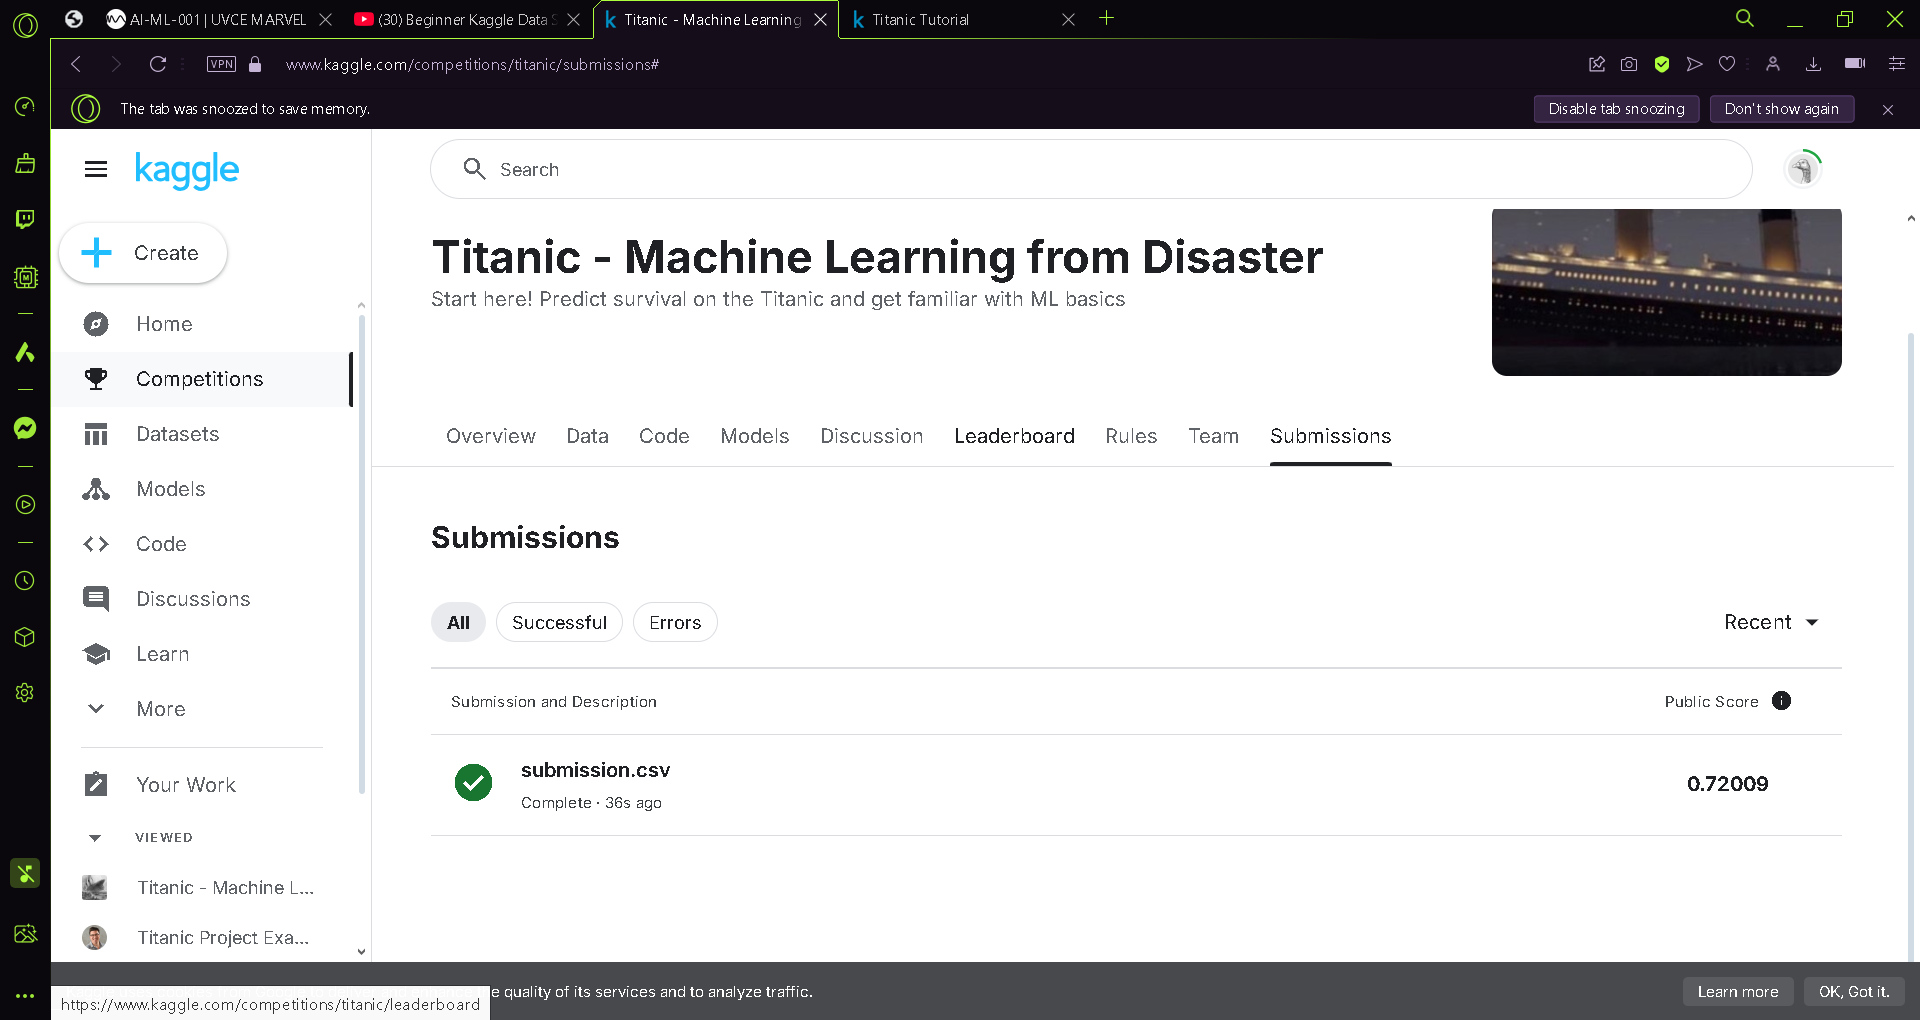 AI-ML-001 | UVCE MARVEL
(30) Beginner Kaggle Data S
Titanic - Machine Learning
Titanic Tutorial
VPN
www.kaggle.com/competitions/titanic/submissions#
The tab was snoozed to save memory.
Disable tab snoozing
Don't show again
kaggle
Search
Create
Titanic - Machine Learning from Disaster
Start here! Predict survival on the Titanic and get familiar with ML basics
Home
Competitions
Datasets
Models
Code
Discussions
Learn
More
Your Work
VIEWED
Titanic - Machine L...
Titanic Project Exa...
Overview
Data
Code
Models
Discussion
Leaderboard
Rules
Team
Submissions
Submissions
All
Successful
Errors
Recent
Submission and Description
Public Score
submission.csv
Complete · 36s ago
0.72009
quality of its services and to analyze traffic.
Learn more
OK, Got it.
https://www.kaggle.com/competitions/titanic/leaderboard